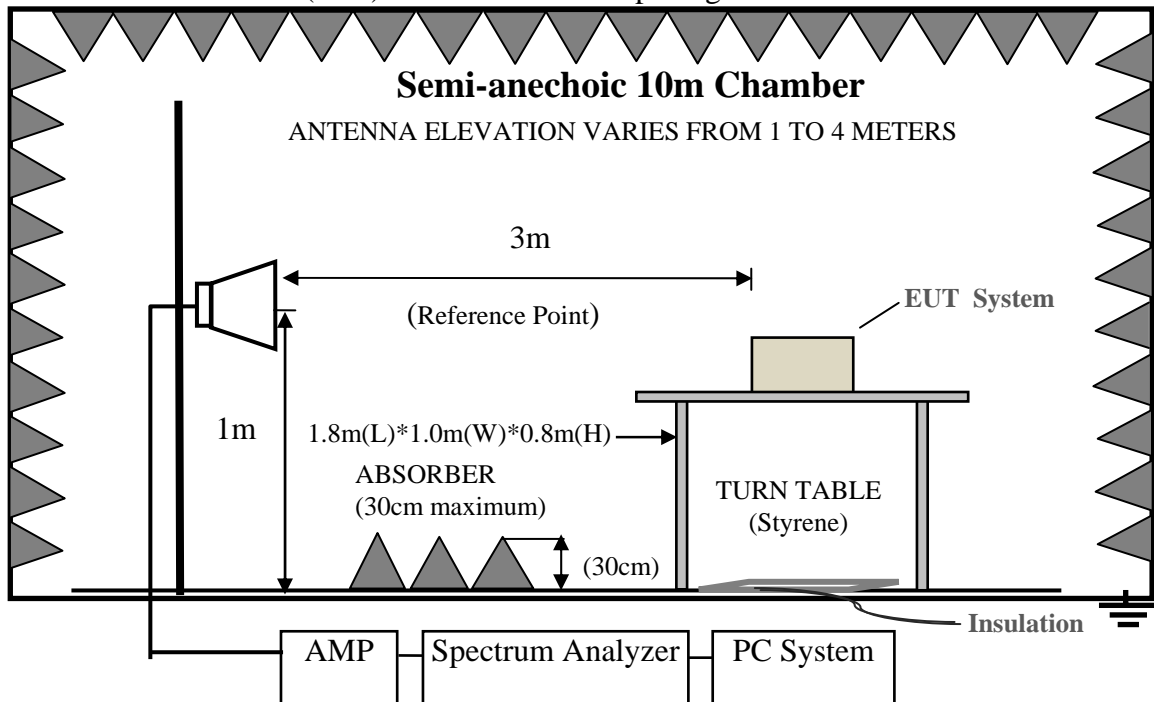 Semi-anechoic 10m Chamber
ANTENNA ELEVATION VARIES FROM 1 TO 4 METERS
3m
(Reference Point)
EUT System
1m
1.8m(L)*1.0m(W)*0.8m(H)
ABSORBER
(30cm maximum)
TURN TABLE
(Styrene)
(30cm)
Insulation
AMP
Spectrum Analyzer
PC System